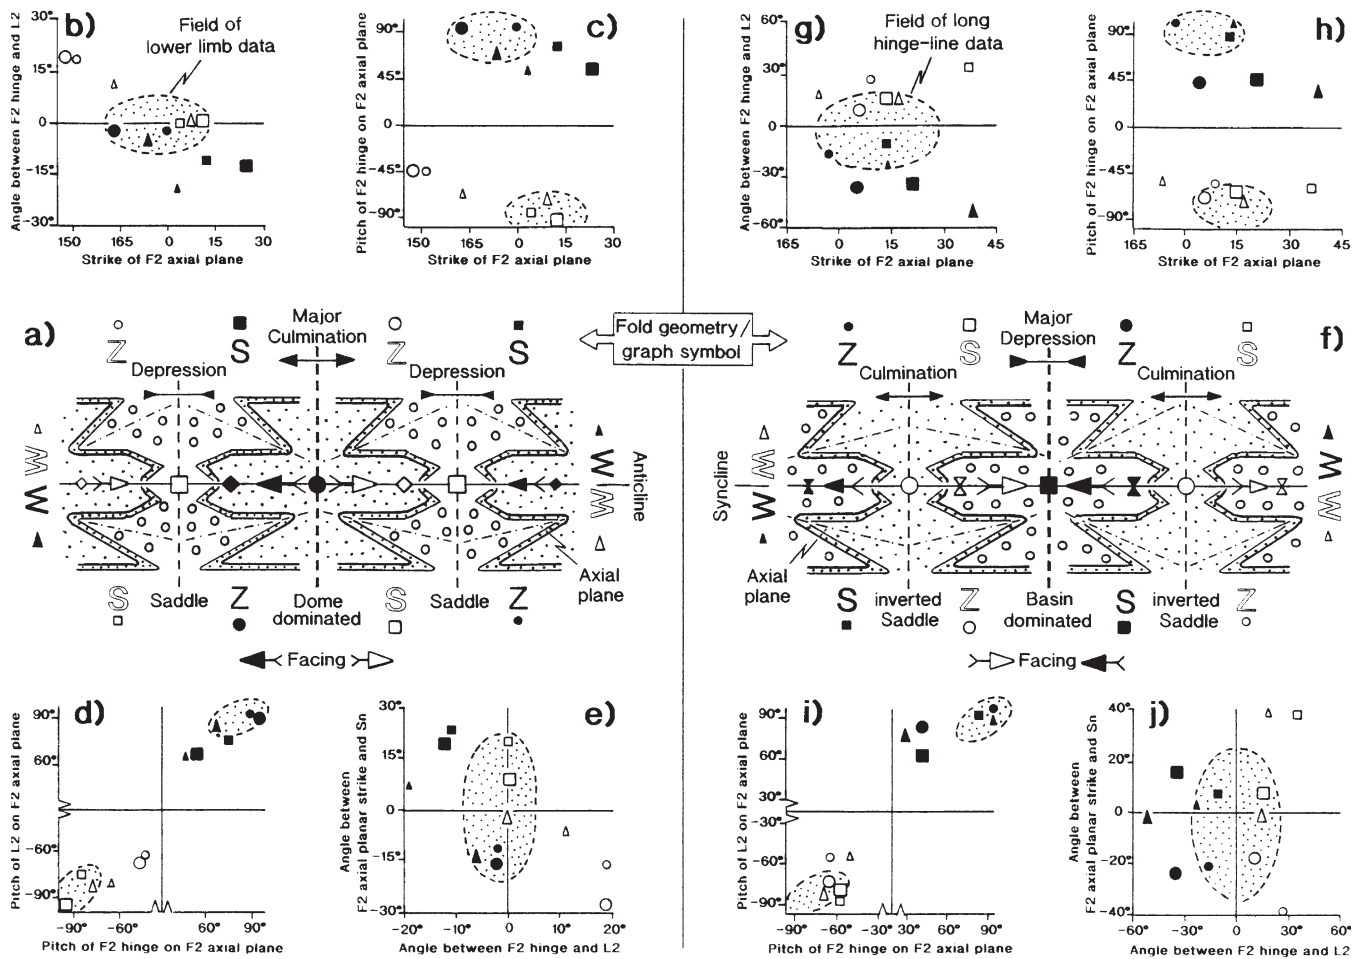 b)
Angle between F2 hinge and L2
30°
15°
0
-15°
-30°
150
165
0
15
30
Strike of F2 axial plane
Field of
lower limb data
c)
Pitch of F2 hinge on F2 axial plane
90°
45°
0
-45°
-90°
150
165
0
15
30
Strike of F2 axial plane
g)
Angle between F2 hinge and L2
60°
30°
0
-30°
-60°
165
0
15
30
45
Strike of F2 axial plane
Field of long
hinge-line data
h)
Pitch of F2 hinge on F2 axial plane
90°
45°
0
-45°
-90°
165
0
15
30
45
Strike of F2 axial plane
Fold geometry/
graph symbol
a)
Z
S
Major
Culmination
Z
S
Depression
Depression
W
W
W
W
Anticline
Axial
plane
S
Saddle
Z
Dome
dominated
S
Saddle
Z
Facing
f)
Z
S
Major
Depression
Z
S
Culmination
Culmination
Syncline
W
W
W
W
Axial
plane
S
inverted
Saddle
Z
Basin
dominated
S
inverted
Saddle
Z
Facing
d)
Pitch of L2 on F2 axial plane
90°
60°
-60°
-90°
-90°
-60°
60°
90°
Pitch of F2 hinge on F2 axial plane
e)
Angle between
F2 axial planar strike and Sn
30°
15°
0
-15°
-30°
-20°
-10°
0
10°
20°
Angle between F2 hinge and L2
i)
Pitch of L2 on F2 axial plane
90°
60°
30°
-30°
-60°
-90°
-90°
-60°
-30°
30°
60°
90°
Pitch of F2 hinge on F2 axial plane
j)
Angle between
F2 axial planar strike and Sn
40°
20°
0
-20°
-40°
-60°
-30°
0
30°
60°
Angle between F2 hinge and L2